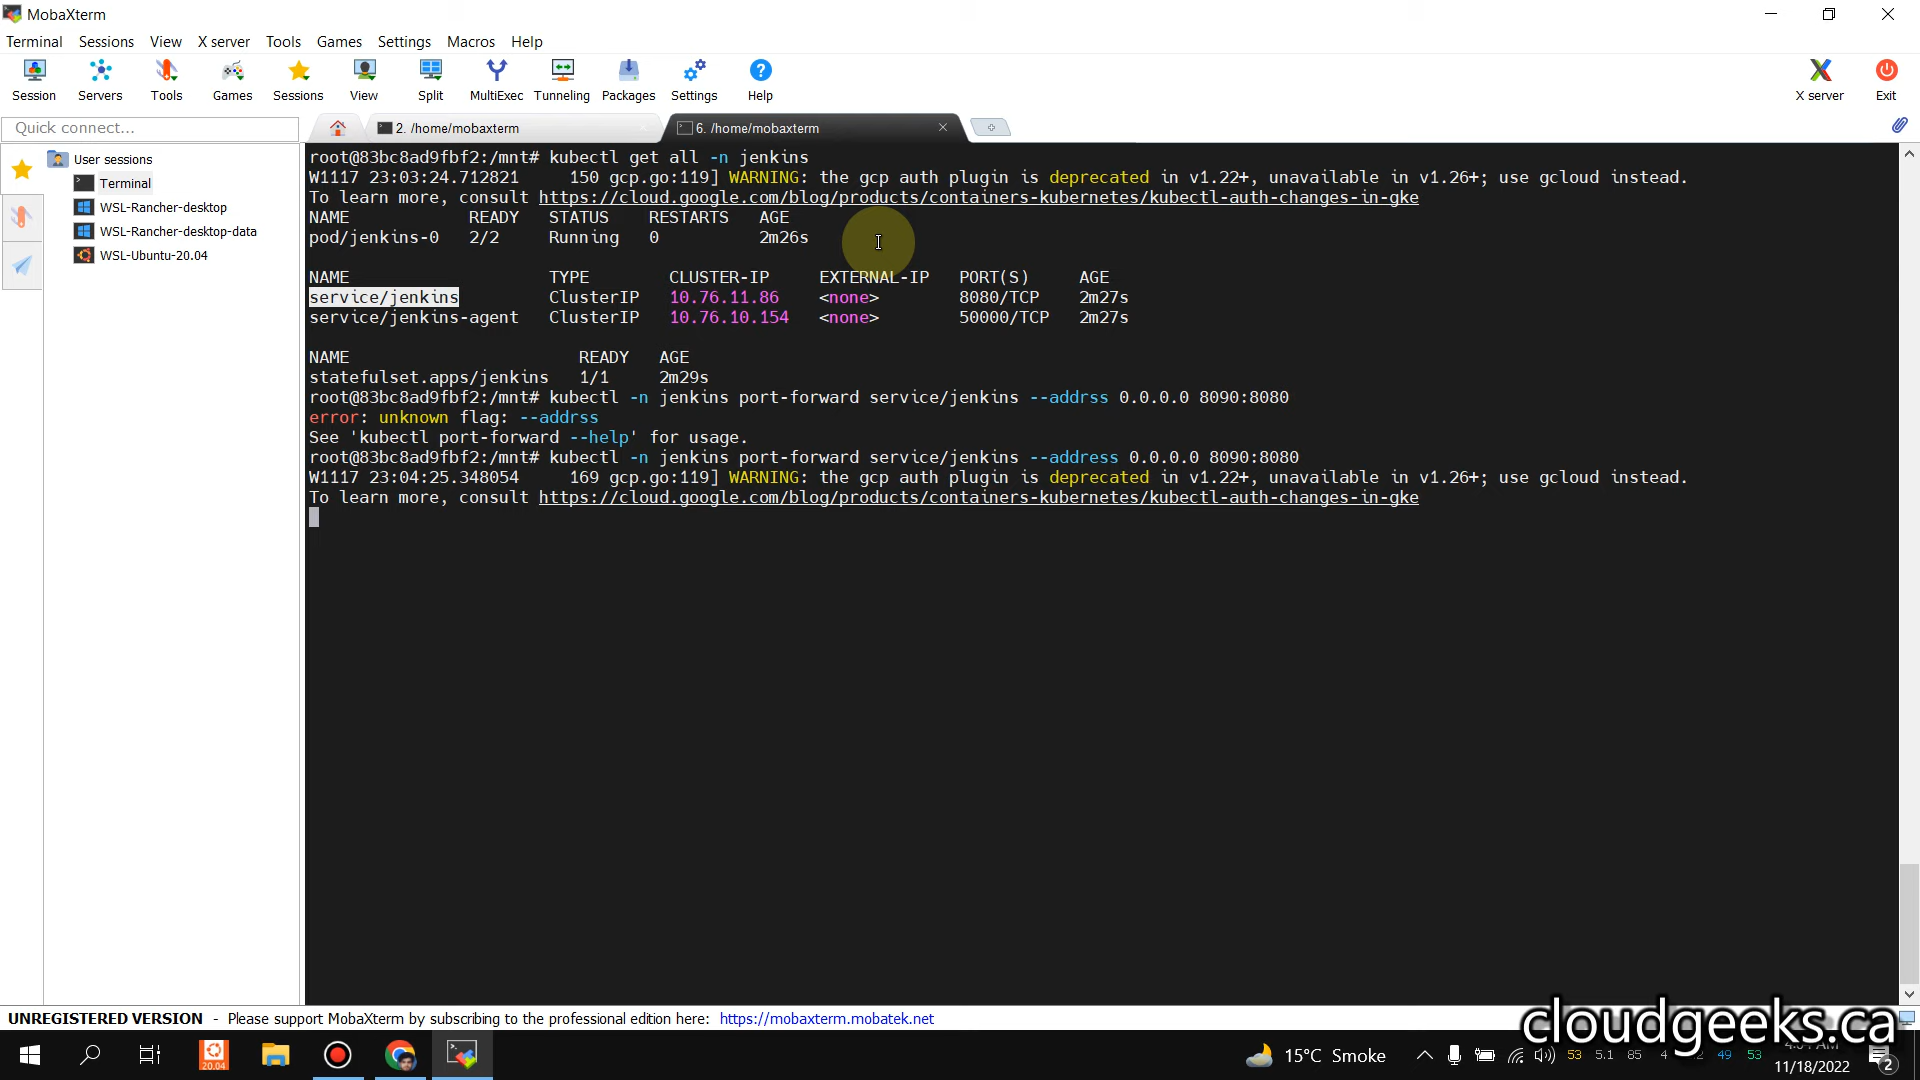 MobaXterm
Terminal Sessions View X server Tools Games Settings Macros Help
Session Servers Tools Games Sessions View Split MultiExec Tunneling Packages Settings Help X server Exit
Quick connect...
2. /home/mobaxterm
6. /home/mobaxterm
User sessions
Terminal
WSL-Rancher-desktop
WSL-Rancher-desktop-data
WSL-Ubuntu-20.04
root@83bc8ad9fbf2:/mnt# kubectl get all -n jenkins
W1117 23:03:24.712821     150 gcp.go:119] WARNING: the gcp auth plugin is deprecated in v1.22+, unavailable in v1.26+; use gcloud instead.
To learn more, consult https://cloud.google.com/blog/products/containers-kubernetes/kubectl-auth-changes-in-gke
NAME            READY   STATUS    RESTARTS   AGE
pod/jenkins-0   2/2     Running   0          2m26s
NAME                    TYPE        CLUSTER-IP     EXTERNAL-IP   PORT(S)     AGE
service/jenkins         ClusterIP   10.76.11.86    <none>        8080/TCP    2m27s
service/jenkins-agent   ClusterIP   10.76.10.154   <none>        50000/TCP   2m27s
NAME                       READY   AGE
statefulset.apps/jenkins   1/1     2m29s
root@83bc8ad9fbf2:/mnt# kubectl -n jenkins port-forward service/jenkins --addrss 0.0.0.0 8090:8080
error: unknown flag: --addrss
See 'kubectl port-forward --help' for usage.
root@83bc8ad9fbf2:/mnt# kubectl -n jenkins port-forward service/jenkins --address 0.0.0.0 8090:8080
W1117 23:04:25.348054     169 gcp.go:119] WARNING: the gcp auth plugin is deprecated in v1.22+, unavailable in v1.26+; use gcloud instead.
To learn more, consult https://cloud.google.com/blog/products/containers-kubernetes/kubectl-auth-changes-in-gke
UNREGISTERED VERSION - Please support MobaXterm by subscribing to the professional edition here: https://mobaxterm.mobatek.net
cloudgeeks.ca
20.04
15°C Smoke
53 5.1 85 49 53
11/18/2022
2